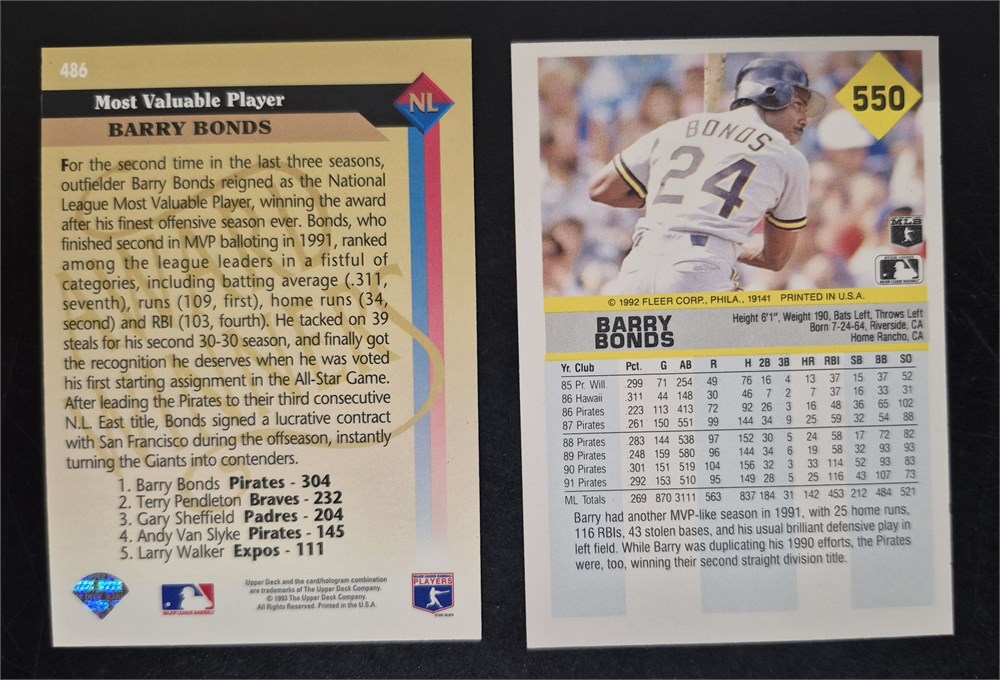 486
Most Valuable Player
NL
BARRY BONDS
For the second time in the last three seasons,
outfielder Barry Bonds reigned as the National
League Most Valuable Player, winning the award
after his finest offensive season ever. Bonds, who
finished second in MVP balloting in 1991, ranked
among the league leaders in a fistful of
categories, including batting average (.311,
seventh), runs (109, first), home runs (34,
second) and RBI (103, fourth). He tacked on 39
steals for his second 30-30 season, and finally got
the recognition he deserves when he was voted
his first starting assignment in the All-Star Game.
After leading the Pirates to their third consecutive
N.L. East title, Bonds signed a lucrative contract
with San Francisco during the offseason, instantly
turning the Giants into contenders.
1. Barry Bonds Pirates - 304
2. Terry Pendleton Braves - 232
3. Gary Sheffield Padres - 204
4. Andy Van Slyke Pirates - 145
5. Larry Walker Expos - 111
Upper Deck and the card/hologram combination
are trademarks of The Upper Deck Company.
© 1993 The Upper Deck Company.
All Rights Reserved. Printed in the U.S.A.
MAJOR LEAGUE BASEBALL
PLAYERS
550
BONDS
24
© 1992 FLEER CORP., PHILA., 19141 PRINTED IN U.S.A.
BARRY
BONDS
Height 6'1", Weight 190, Bats Left, Throws Left
Born 7-24-64, Riverside, CA
Home Rancho, CA
Yr. Club Pct. G AB R H 2B 3B HR RBI SB BB SO
85 Pr. Will. 299 71 254 49 76 16 4 13 37 15 37 52
86 Hawaii 311 44 148 30 46 7 2 7 37 16 33 31
86 Pirates 223 113 413 72 92 26 3 16 48 36 65 102
87 Pirates 261 150 551 99 144 34 9 25 59 32 54 88
88 Pirates 283 144 538 97 152 30 5 24 58 17 72 82
89 Pirates 248 159 580 96 144 34 6 19 58 32 93 93
90 Pirates 301 151 519 104 156 32 3 33 114 52 93 83
91 Pirates 292 153 510 95 149 28 5 25 116 43 107 73
ML Totals 269 870 3111 563 837 184 31 142 453 212 484 521
Barry had another MVP-like season in 1991, with 25 home runs,
116 RBIs, 43 stolen bases, and his usual brilliant defensive play in
left field. While Barry was duplicating his 1990 efforts, the Pirates
were, too, winning their second straight division title.